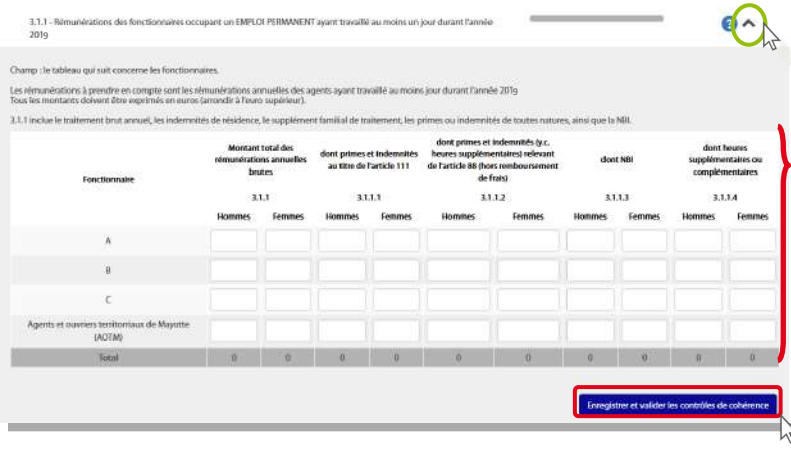 3.1.1 - Rémunérations des fonctionnaires occupant un EMPLOI PERMANENT ayant travaillé au moins un jour durant l'année
2019
?
Champ : le tableau qui suit concerne les fonctionnaires.
Les rémunérations à prendre en compte sont les rémunérations annuelles des agents ayant travaillé au moins jour durant l'année 2019
Tous les montants doivent être exprimés en euros (arrondir à l'euro supérieur).
3.1.1 inclue le traitement brut annuel, les indemnités de résidence, le supplément familial de traitement, les primes ou indemnités de toutes natures, ainsi que la NBI.
Fonctionnaire
Montant total des
rémunérations annuelles
brutes
dont primes et indemnités
au titre de l'article 111
dont primes et indemnités (y.c.
heures supplémentaires) relevant
de l'article 88 (hors remboursement
de frais)
dont NBI
dont heures
supplémentaires ou
complémentaires
3.1.1 3.1.1.1 3.1.1.2 3.1.1.3 3.1.1.4
Hommes Femmes Hommes Femmes Hommes Femmes Hommes Femmes Hommes Femmes
A
B
C
Agents et ouvriers territorriaux de Mayotte
(AOTM)
Total 0 0 0 0 0 0 0 0 0 0
Enregistrer et valider les contrôles de cohérence